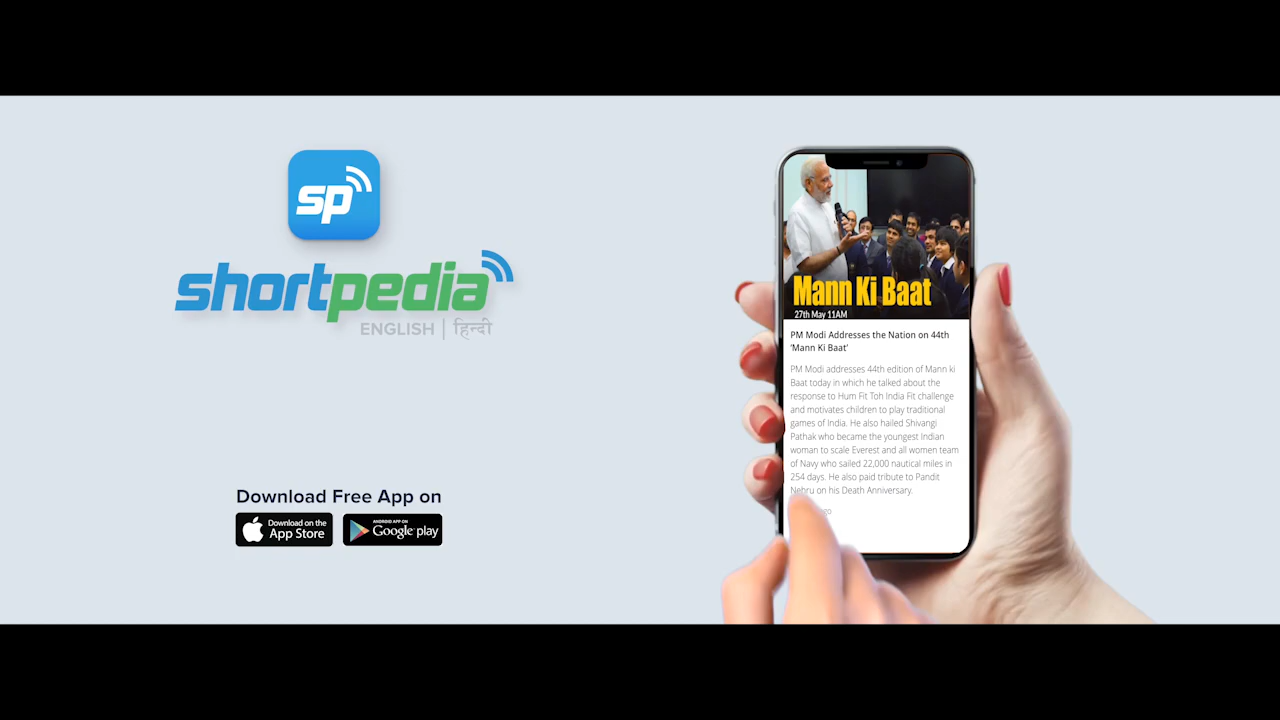 sp
shortpedia
ENGLISH | हिन्दी
Download Free App on
Download on the
App Store
ANDROID APP ON
Google play
Mann Ki Baat
27th May 11AM
PM Modi Addresses the Nation on 44th
‘Mann Ki Baat’
PM Modi addresses 44th edition of Mann ki
Baat today in which he talked about the
response to Hum Fit Toh India Fit challenge
and motivates children to play traditional
games of India. He also hailed Shivangi
Pathak who became the youngest Indian
woman to scale Everest and all women team
of Navy who sailed 22,000 nautical miles in
254 days. He also paid tribute to Pandit
Nehru on his Death Anniversary.